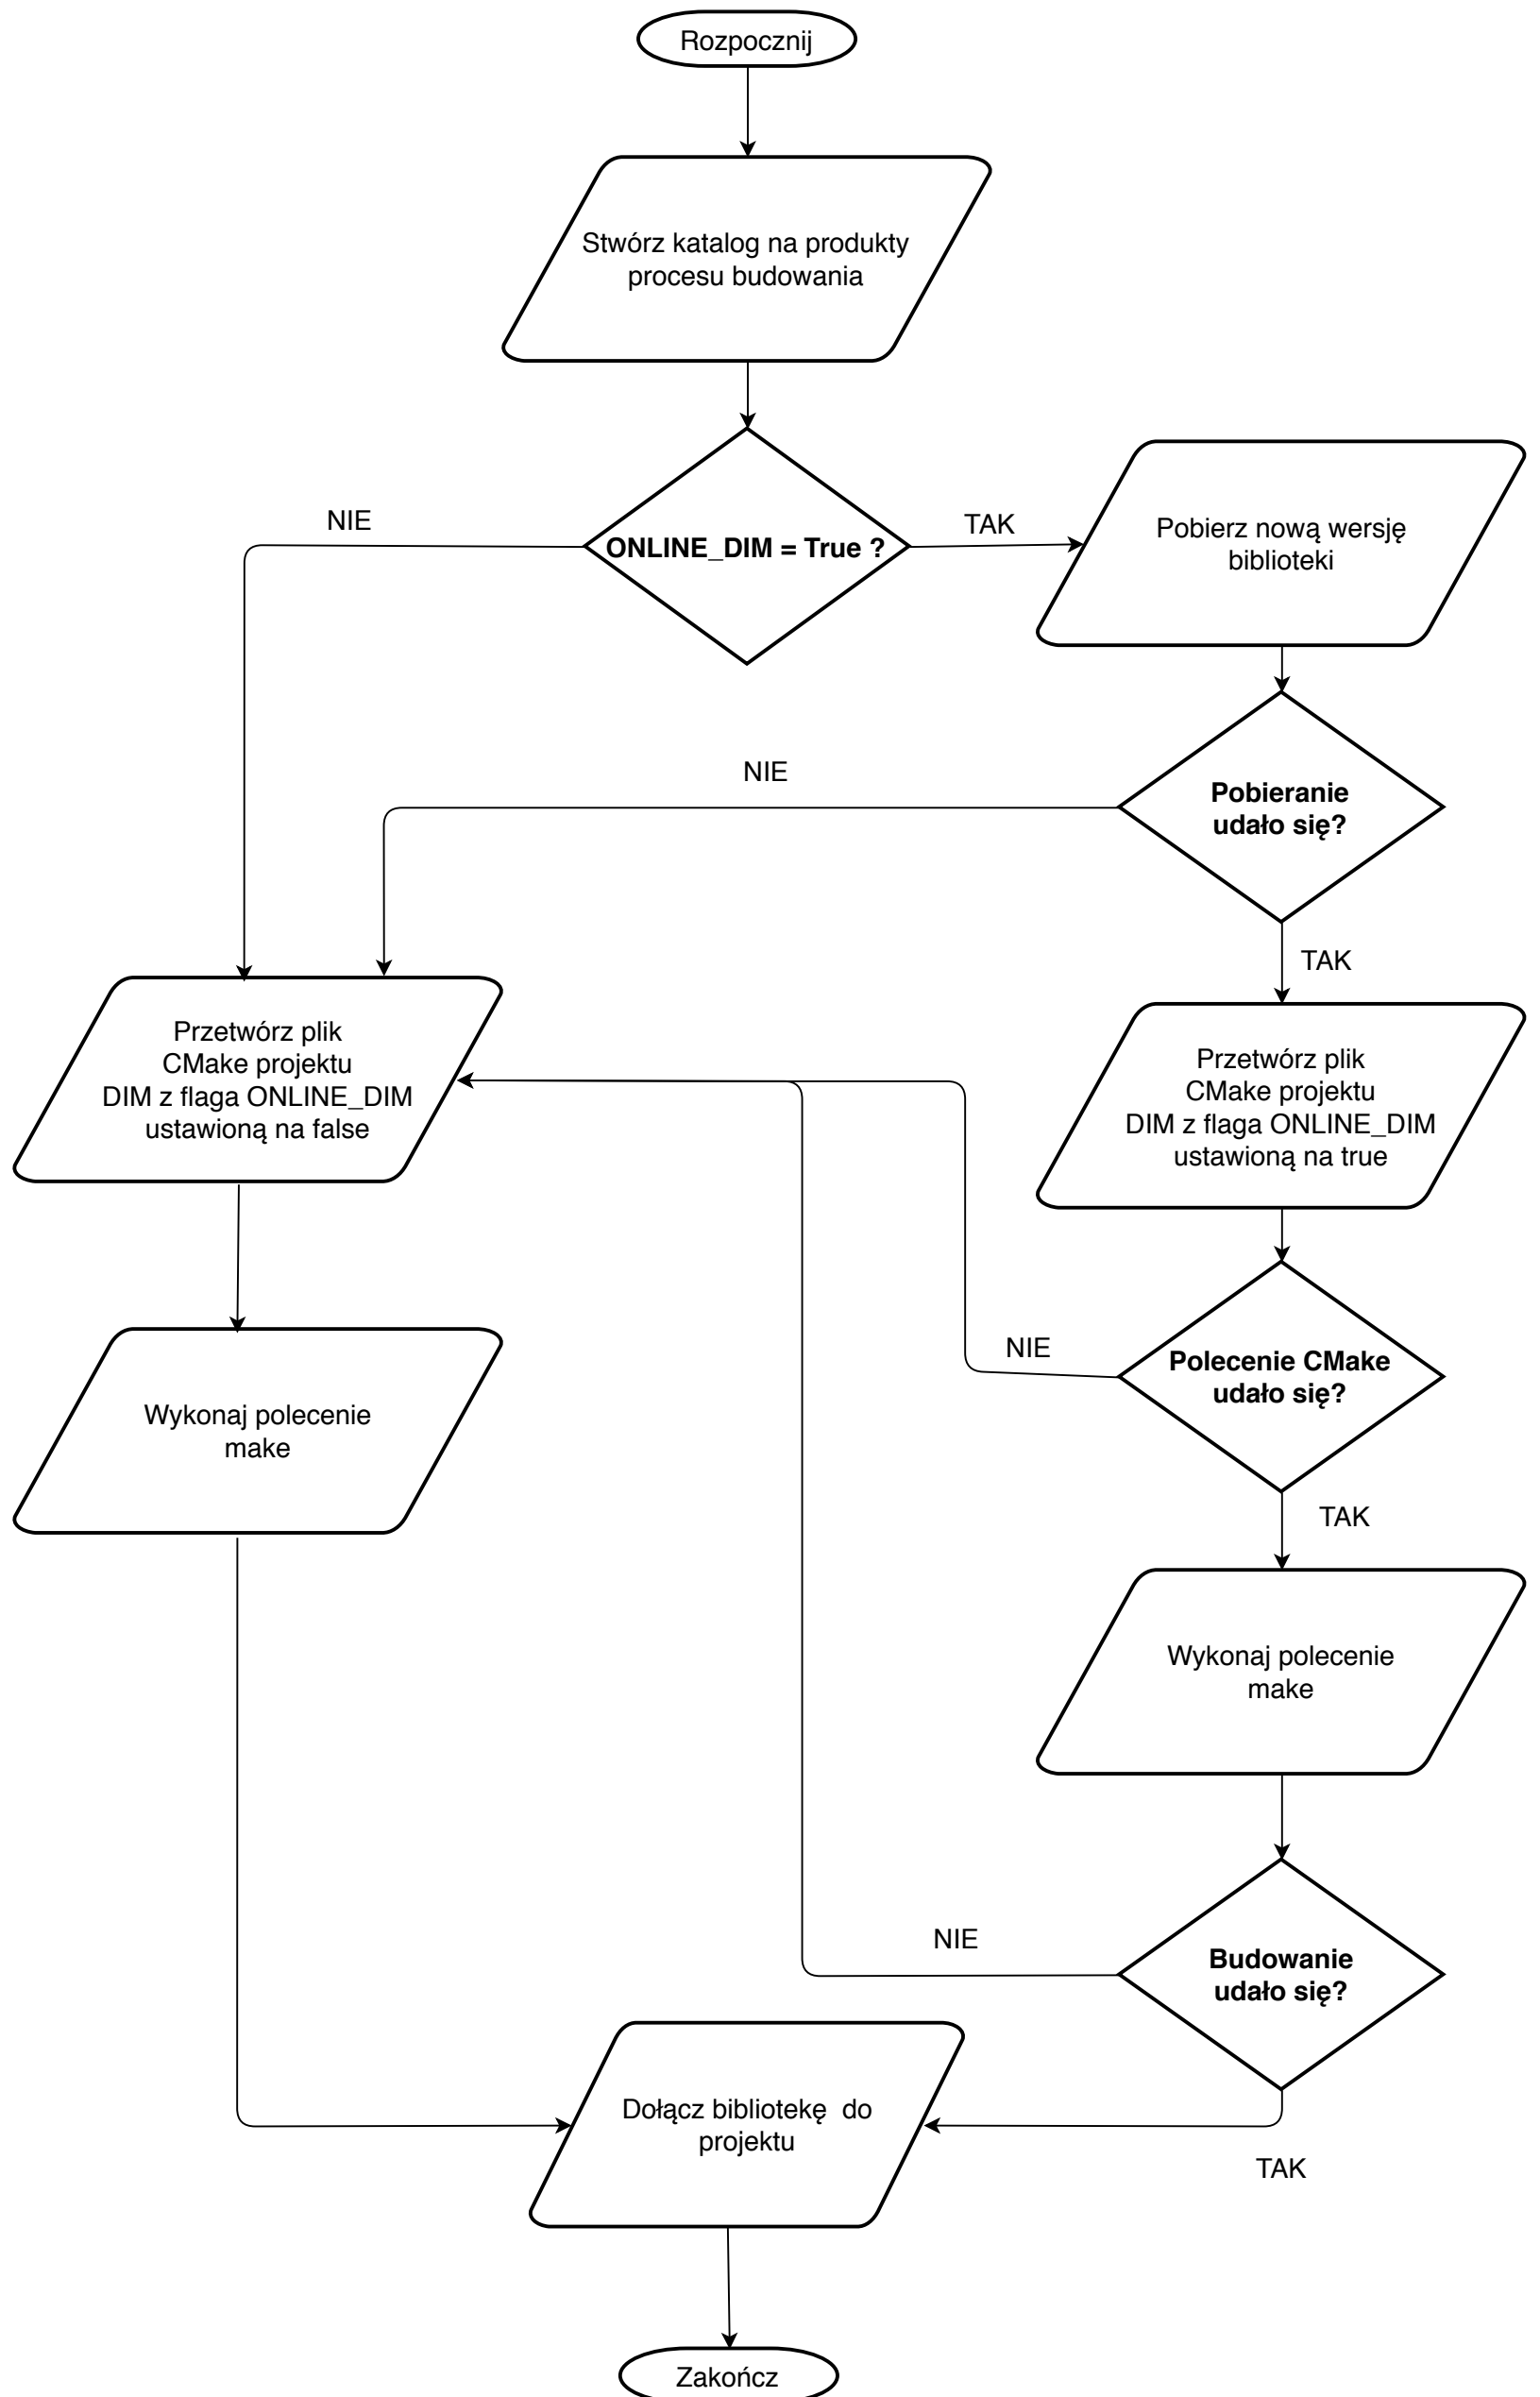 Rozpocznij
Stwórz katalog na produkty
procesu budowania
ONLINE_DIM = True ?
NIE
TAK
Pobierz nową wersję
biblioteki
Pobieranie
udało się?
NIE
TAK
Przetwórz plik
CMake projektu
DIM z flaga ONLINE_DIM
ustawioną na false
Przetwórz plik
CMake projektu
DIM z flaga ONLINE_DIM
ustawioną na true
Polecenie CMake
udało się?
NIE
TAK
Wykonaj polecenie
make
Wykonaj polecenie
make
Budowanie
udało się?
NIE
TAK
Dołącz bibliotekę  do
projektu
Zakończ